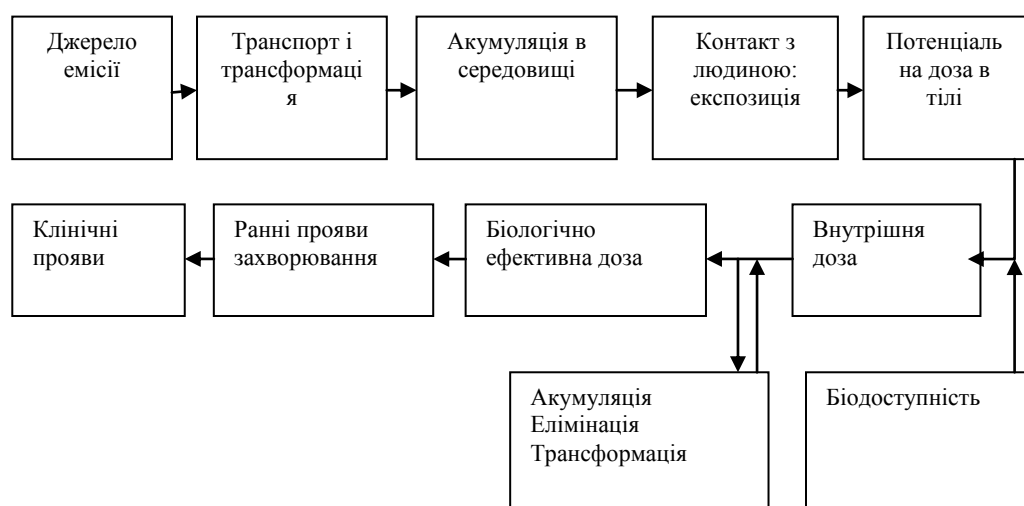 Джерело
емісії
Транспорт і
трансформаці
я
Акумуляція в
середовищі
Контакт з
людиною:
експозиція
Потенціаль
на доза в
тілі
Клінічні
прояви
Ранні прояви
захворювання
Біологічно
ефективна доза
Внутрішня
доза
Акумуляція
Елімінація
Трансформація
Біодоступність